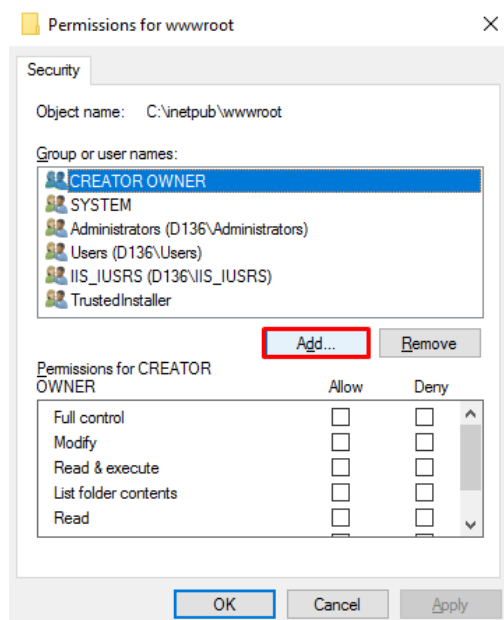 Permissions for wwwroot
Security
Object name: C:\inetpub\wwwroot
Group or user names:
CREATOR OWNER
SYSTEM
Administrators (D136\Administrators)
Users (D136\Users)
IIS_IUSRS (D136\IIS_IUSRS)
TrustedInstaller
Add... Remove
Permissions for CREATOR
OWNER Allow Deny
Full control
Modify
Read & execute
List folder contents
Read
OK Cancel Apply